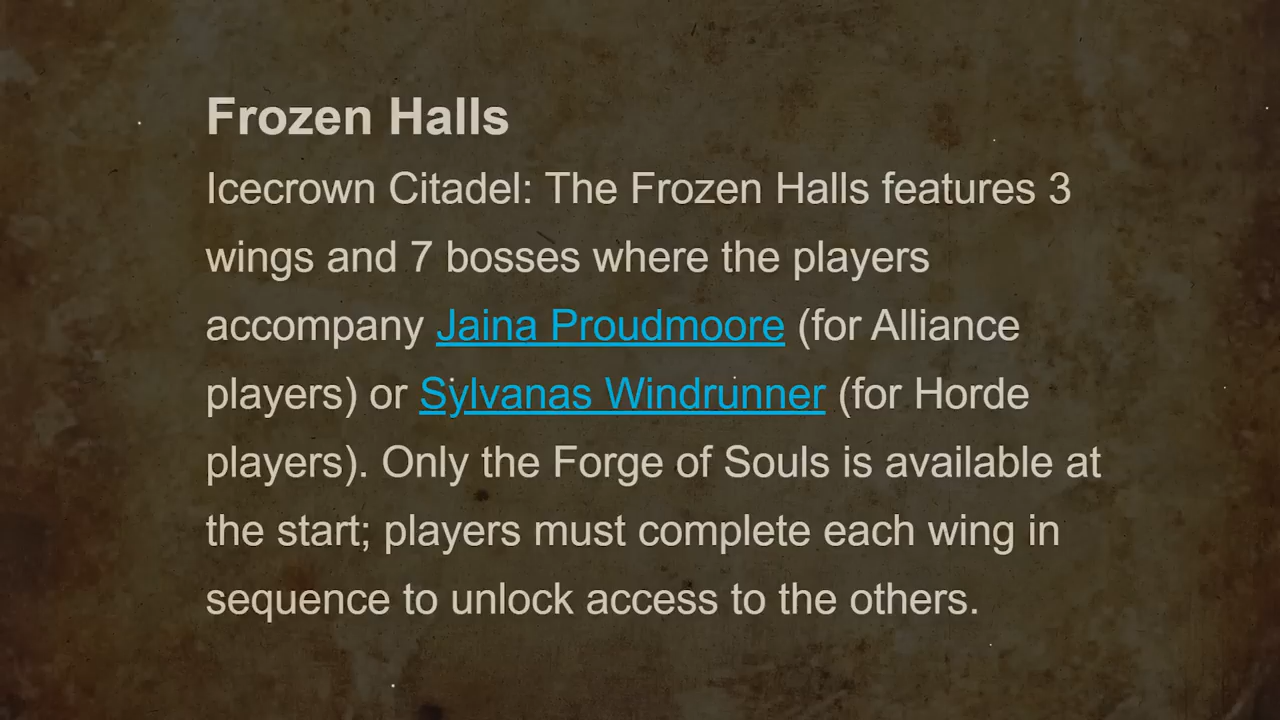 Frozen Halls
Icecrown Citadel: The Frozen Halls features 3
wings and 7 bosses where the players
accompany Jaina Proudmoore (for Alliance
players) or Sylvanas Windrunner (for Horde
players). Only the Forge of Souls is available at
the start; players must complete each wing in
sequence to unlock access to the others.